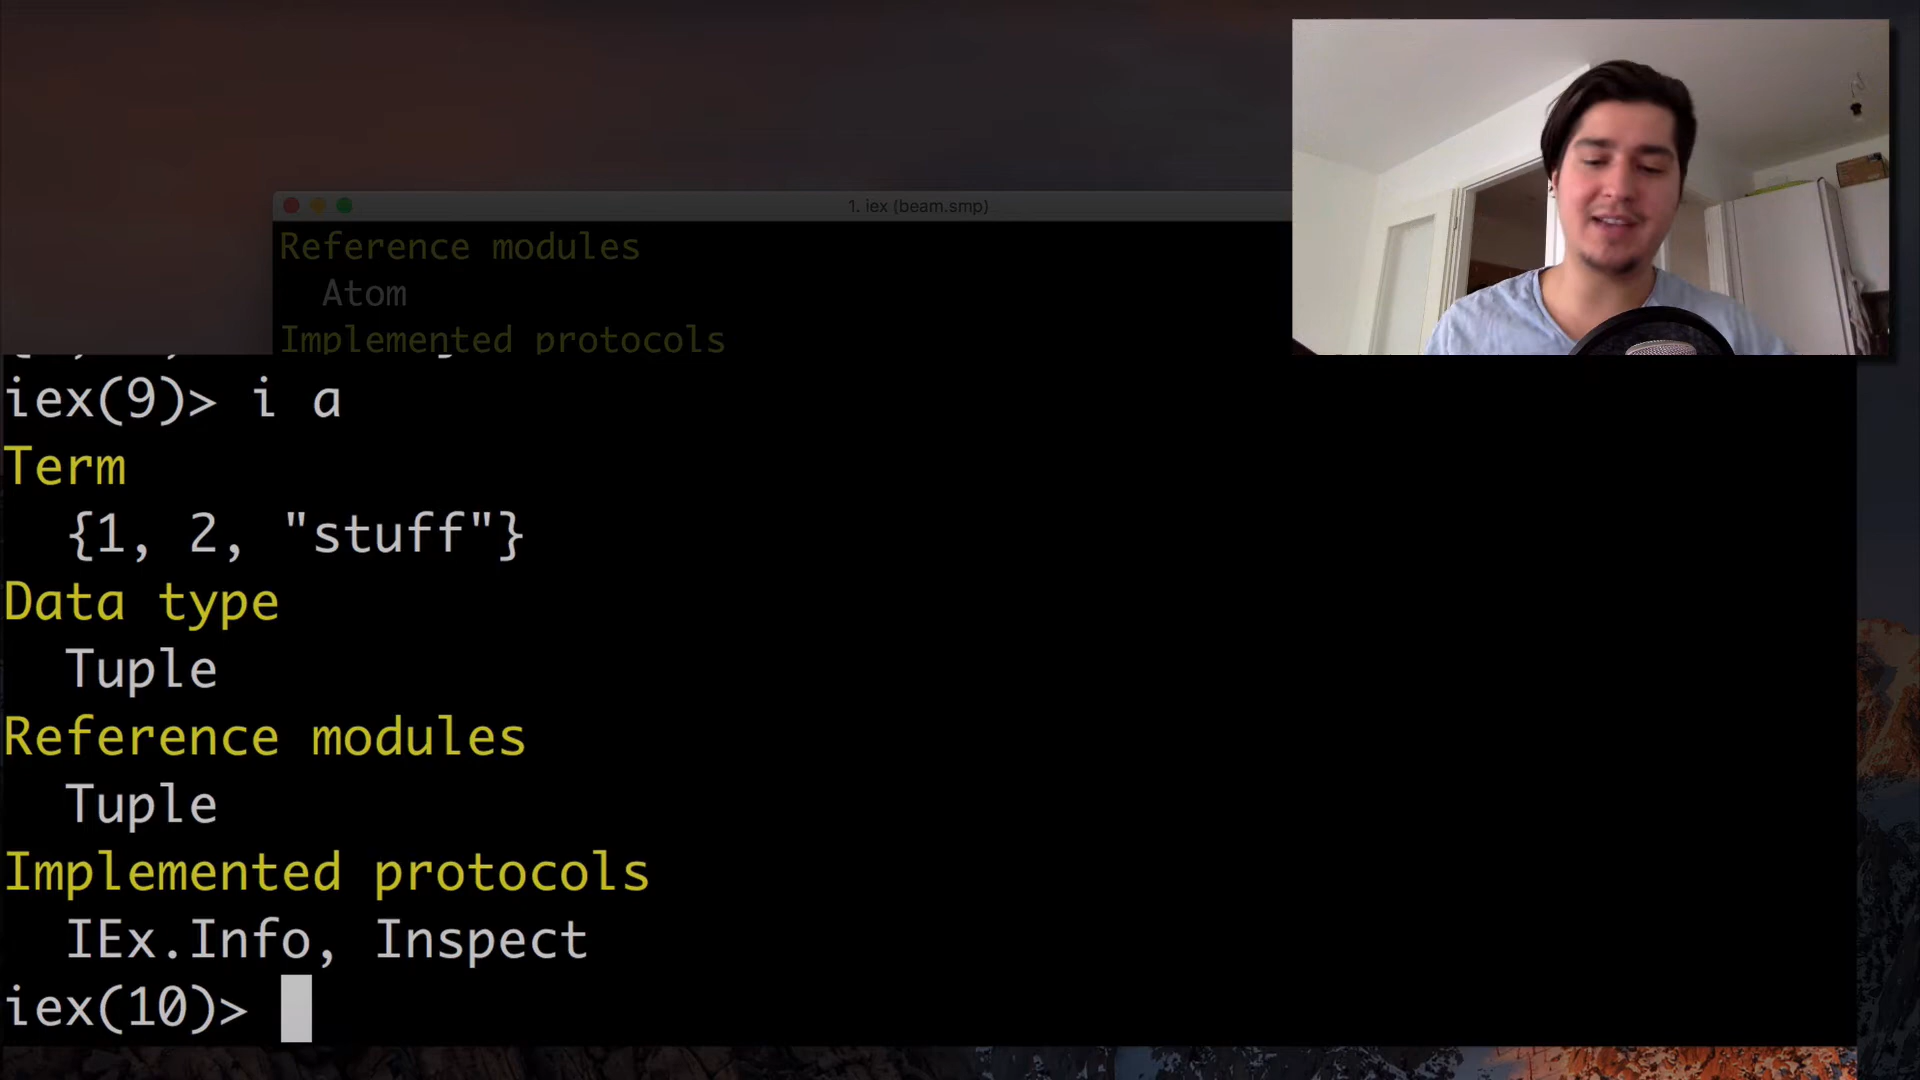 1. iex (beam.smp)
Reference modules
Atom
Implemented protocols
iex(9)> i a
Term
{1, 2, "stuff"}
Data type
Tuple
Reference modules
Tuple
Implemented protocols
IEx.Info, Inspect
iex(10)>